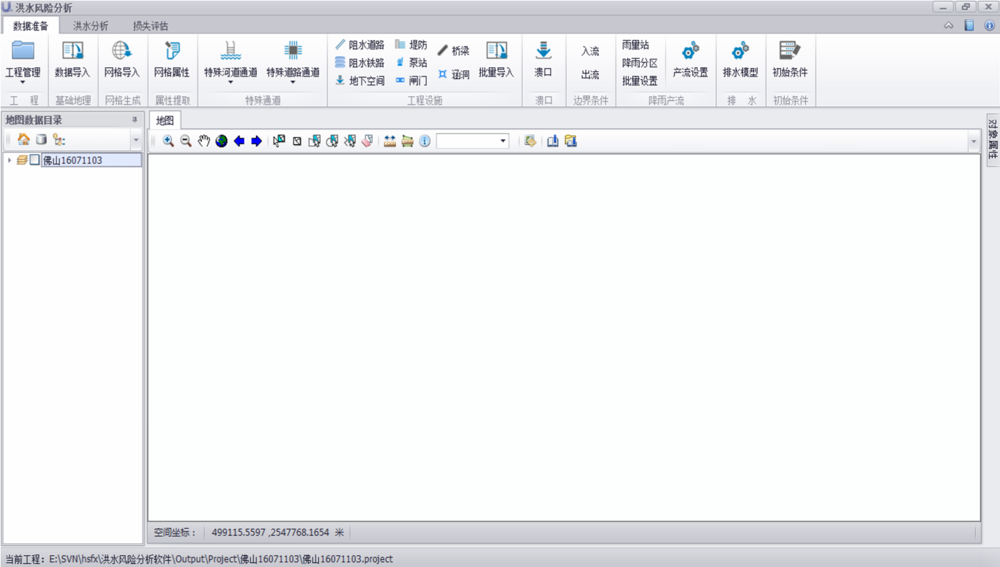 洪水风险分析
数据准备 洪水分析 损失评估
工程管理 数据导入 网格导入 网格属性 特殊河道通道 特殊道路通道
阻水道路 堤防 桥梁
阻水铁路 泵站 涵洞
地下空间 闸门 批量导入
溃口
入流
出流
雨量站
降雨分区
批量设置
产流设置 排水模型 初始条件
工 程 基础地理 网格生成 属性提取 特殊通道 工程设施 溃口 边界条件 降雨产流 排 水 初始条件
地图数据目录
地图
对象属性
佛山16071103
空间坐标： 499115.5597 ,2547768.1654 米
当前工程：E:\SVN\hsfx\洪水风险分析软件\Output\Project\佛山16071103\佛山16071103.project